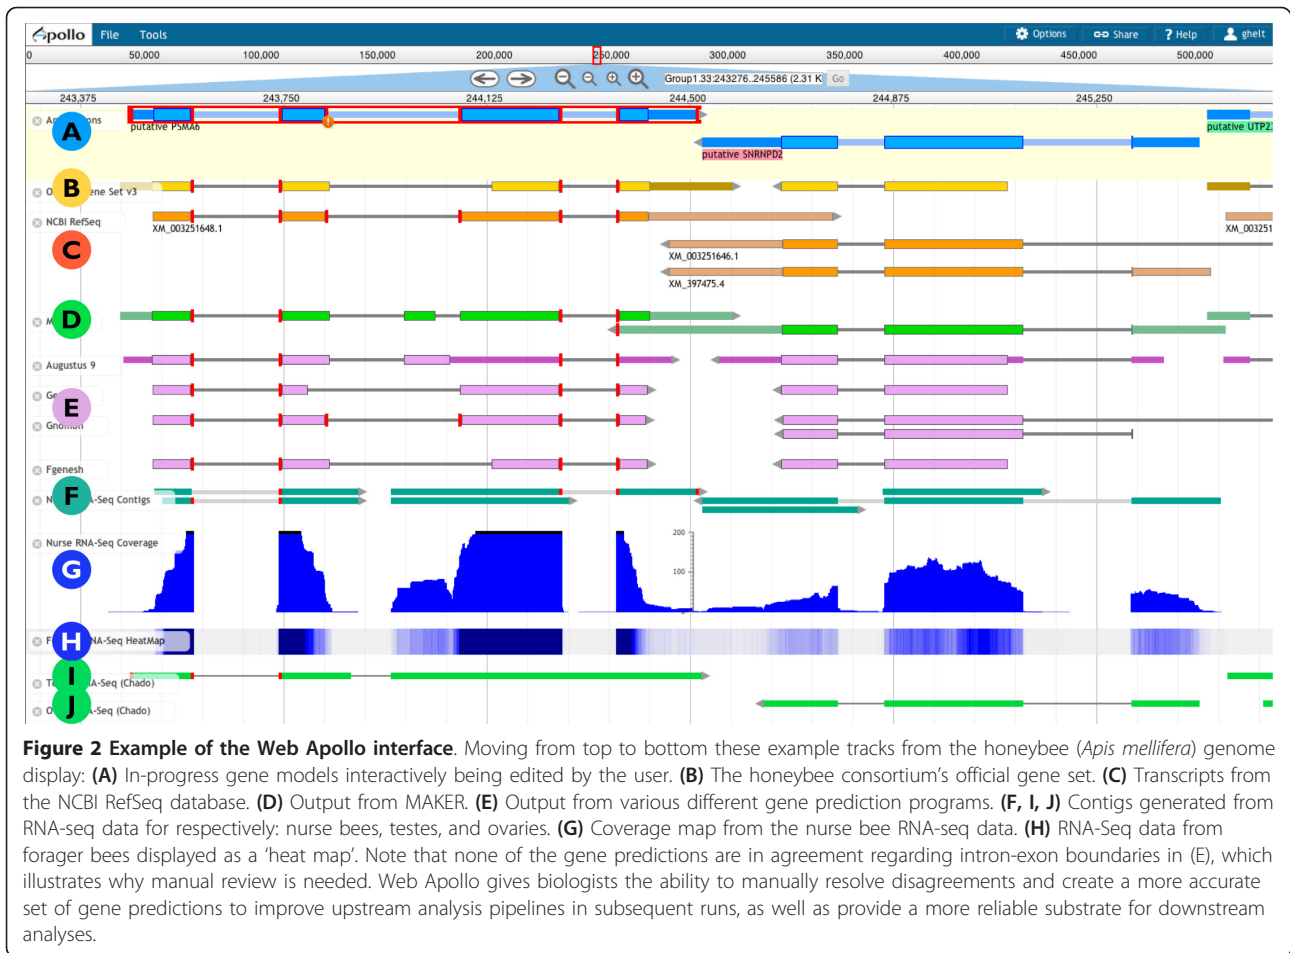 Apollo File Tools Options Share ? Help ghelt
0 50,000 100,000 150,000 200,000 250,000 300,000 350,000 400,000 450,000 500,000
Group1.33:243276..245586 (2.31 K Go
243,375 243,750 244,125 244,500 244,875 245,250
A
putative PSMA6
putative UTP23
putative SNRNPD2
B ene Set v3
NCBI RefSeq
XM_003251648.1
XM_003251
C
XM_003251646.1
XM_397475.4
D
Augustus 9
E
Gnomon
Fgenesh
F A-Seq Contigs
Nurse RNA-Seq Coverage
200
G
100
0
H NA-Seq HeatMap
I A-Seq (Chado)
J A-Seq (Chado)
Figure 2 Example of the Web Apollo interface. Moving from top to bottom these example tracks from the honeybee (Apis mellifera) genome
display: (A) In-progress gene models interactively being edited by the user. (B) The honeybee consortium's official gene set. (C) Transcripts from
the NCBI RefSeq database. (D) Output from MAKER. (E) Output from various different gene prediction programs. (F, I, J) Contigs generated from
RNA-seq data for respectively: nurse bees, testes, and ovaries. (G) Coverage map from the nurse bee RNA-seq data. (H) RNA-Seq data from
forager bees displayed as a 'heat map'. Note that none of the gene predictions are in agreement regarding intron-exon boundaries in (E), which
illustrates why manual review is needed. Web Apollo gives biologists the ability to manually resolve disagreements and create a more accurate
set of gene predictions to improve upstream analysis pipelines in subsequent runs, as well as provide a more reliable substrate for downstream
analyses.